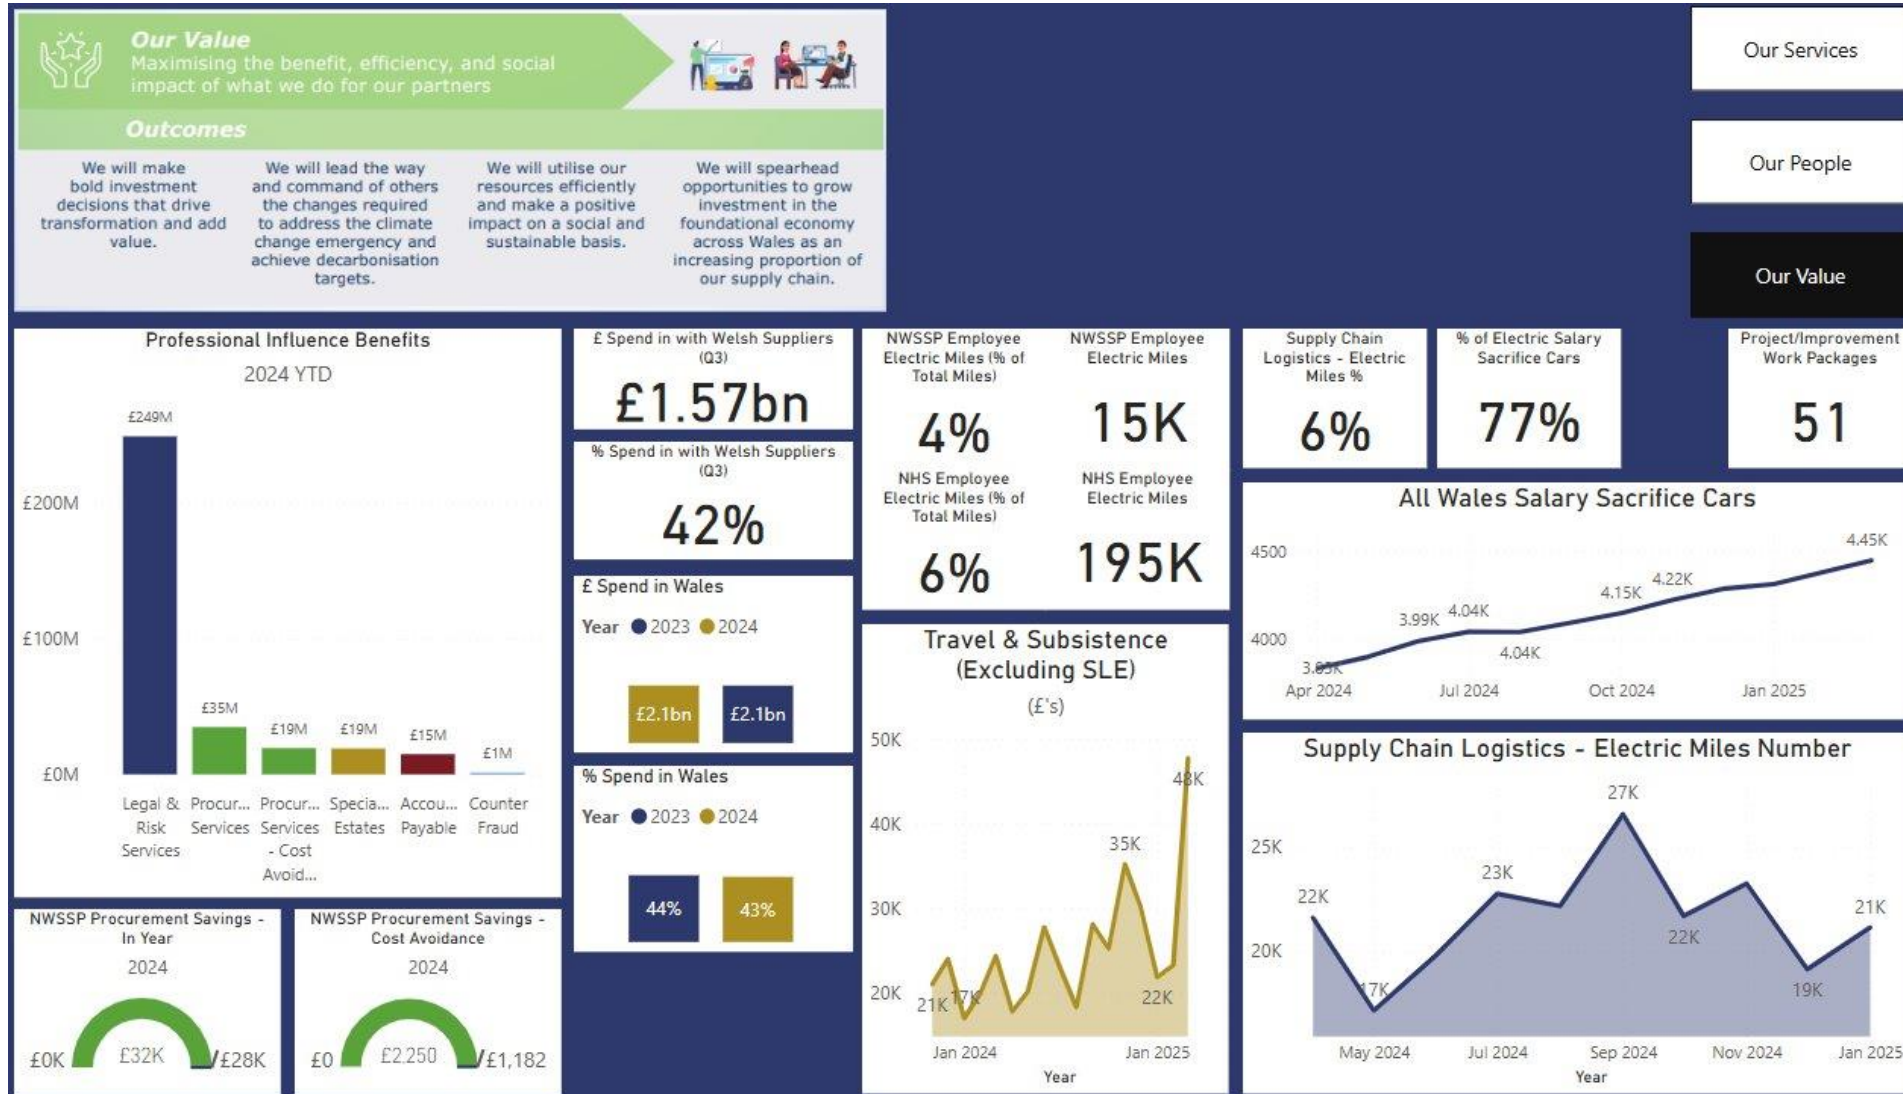 Our Value
Maximising the benefit, efficiency, and social
impact of what we do for our partners
Outcomes
We will make
bold investment
decisions that drive
transformation and add
value.
We will lead the way
and command of others
the changes required
to address the climate
change emergency and
achieve decarbonisation
targets.
We will utilise our
resources efficiently
and make a positive
impact on a social and
sustainable basis.
We will spearhead
opportunities to grow
investment in the
foundational economy
across Wales as an
increasing proportion of
our supply chain.
Our Services
Our People
Our Value
Professional Influence Benefits
2024 YTD
£200M
£100M
£0M
£249M
£35M
£19M
£19M
£15M
£1M
Legal &
Risk
Services
Procur...
Services
Procur...
Services
- Cost
Avoid...
Specia...
Estates
Accou...
Payable
Counter
Fraud
NWSSP Procurement Savings -
In Year
2024
£0K
£32K
£28K
NWSSP Procurement Savings -
Cost Avoidance
2024
£0
£2,250
£1,182
£ Spend in with Welsh Suppliers
(Q3)
£1.57bn
% Spend in with Welsh Suppliers
(Q3)
42%
£ Spend in Wales
Year 2023 2024
£2.1bn £2.1bn
% Spend in Wales
Year 2023 2024
44% 43%
NWSSP Employee
Electric Miles (% of
Total Miles)
4%
NWSSP Employee
Electric Miles
15K
NHS Employee
Electric Miles (% of
Total Miles)
6%
NHS Employee
Electric Miles
195K
Travel & Subsistence
(Excluding SLE)
(£'s)
50K
40K
30K
20K
21K
17K
35K
22K
48K
Jan 2024
Jan 2025
Year
Supply Chain
Logistics - Electric
Miles %
6%
% of Electric Salary
Sacrifice Cars
77%
Project/Improvement
Work Packages
51
All Wales Salary Sacrifice Cars
4500
4000
3.99K
4.04K
4.04K
4.15K
4.22K
4.45K
Apr 2024
Jul 2024
Oct 2024
Jan 2025
Supply Chain Logistics - Electric Miles Number
25K
20K
22K
17K
23K
27K
22K
19K
21K
May 2024
Jul 2024
Sep 2024
Nov 2024
Jan 2025
Year